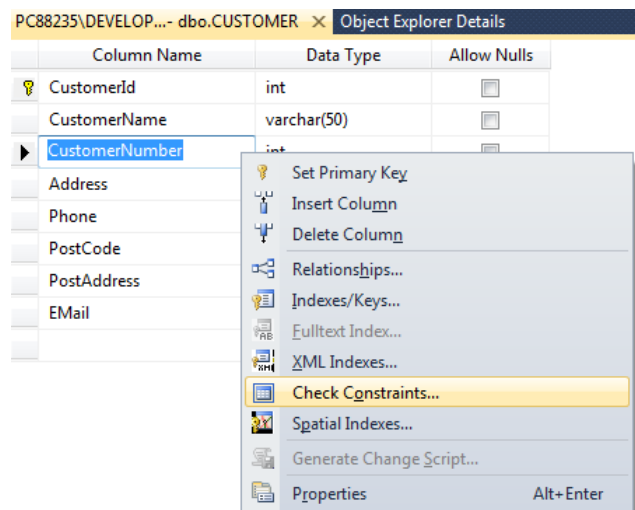 PC88235\DEVELOP...- dbo.CUSTOMER × Object Explorer Details
Column Name Data Type Allow Nulls
CustomerId int
CustomerName varchar(50)
CustomerNumber int
Address
Phone
PostCode
PostAddress
EMail
Set Primary Key
Insert Column
Delete Column
Relationships...
Indexes/Keys...
Fulltext Index...
XML Indexes...
Check Constraints...
Spatial Indexes...
Generate Change Script...
Properties Alt+Enter